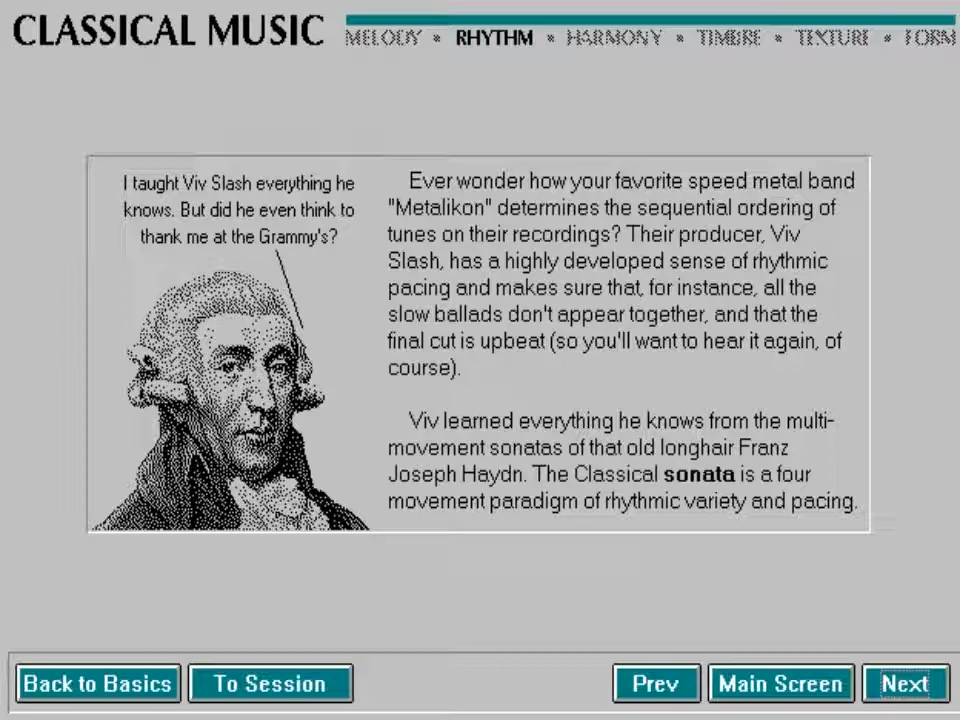 CLASSICAL MUSIC
MELODY * RHYTHM * HARMONY * TIMBRE * TEXTURE * FORM
I taught Viv Slash everything he
knows. But did he even think to
thank me at the Grammy's?
Ever wonder how your favorite speed metal band
"Metalikon" determines the sequential ordering of
tunes on their recordings? Their producer, Viv
Slash, has a highly developed sense of rhythmic
pacing and makes sure that, for instance, all the
slow ballads don't appear together, and that the
final cut is upbeat (so you'll want to hear it again, of
course).
Viv learned everything he knows from the multi-
movement sonatas of that old longhair Franz
Joseph Haydn. The Classical sonata is a four
movement paradigm of rhythmic variety and pacing.
Back to Basics To Session Prev Main Screen Next